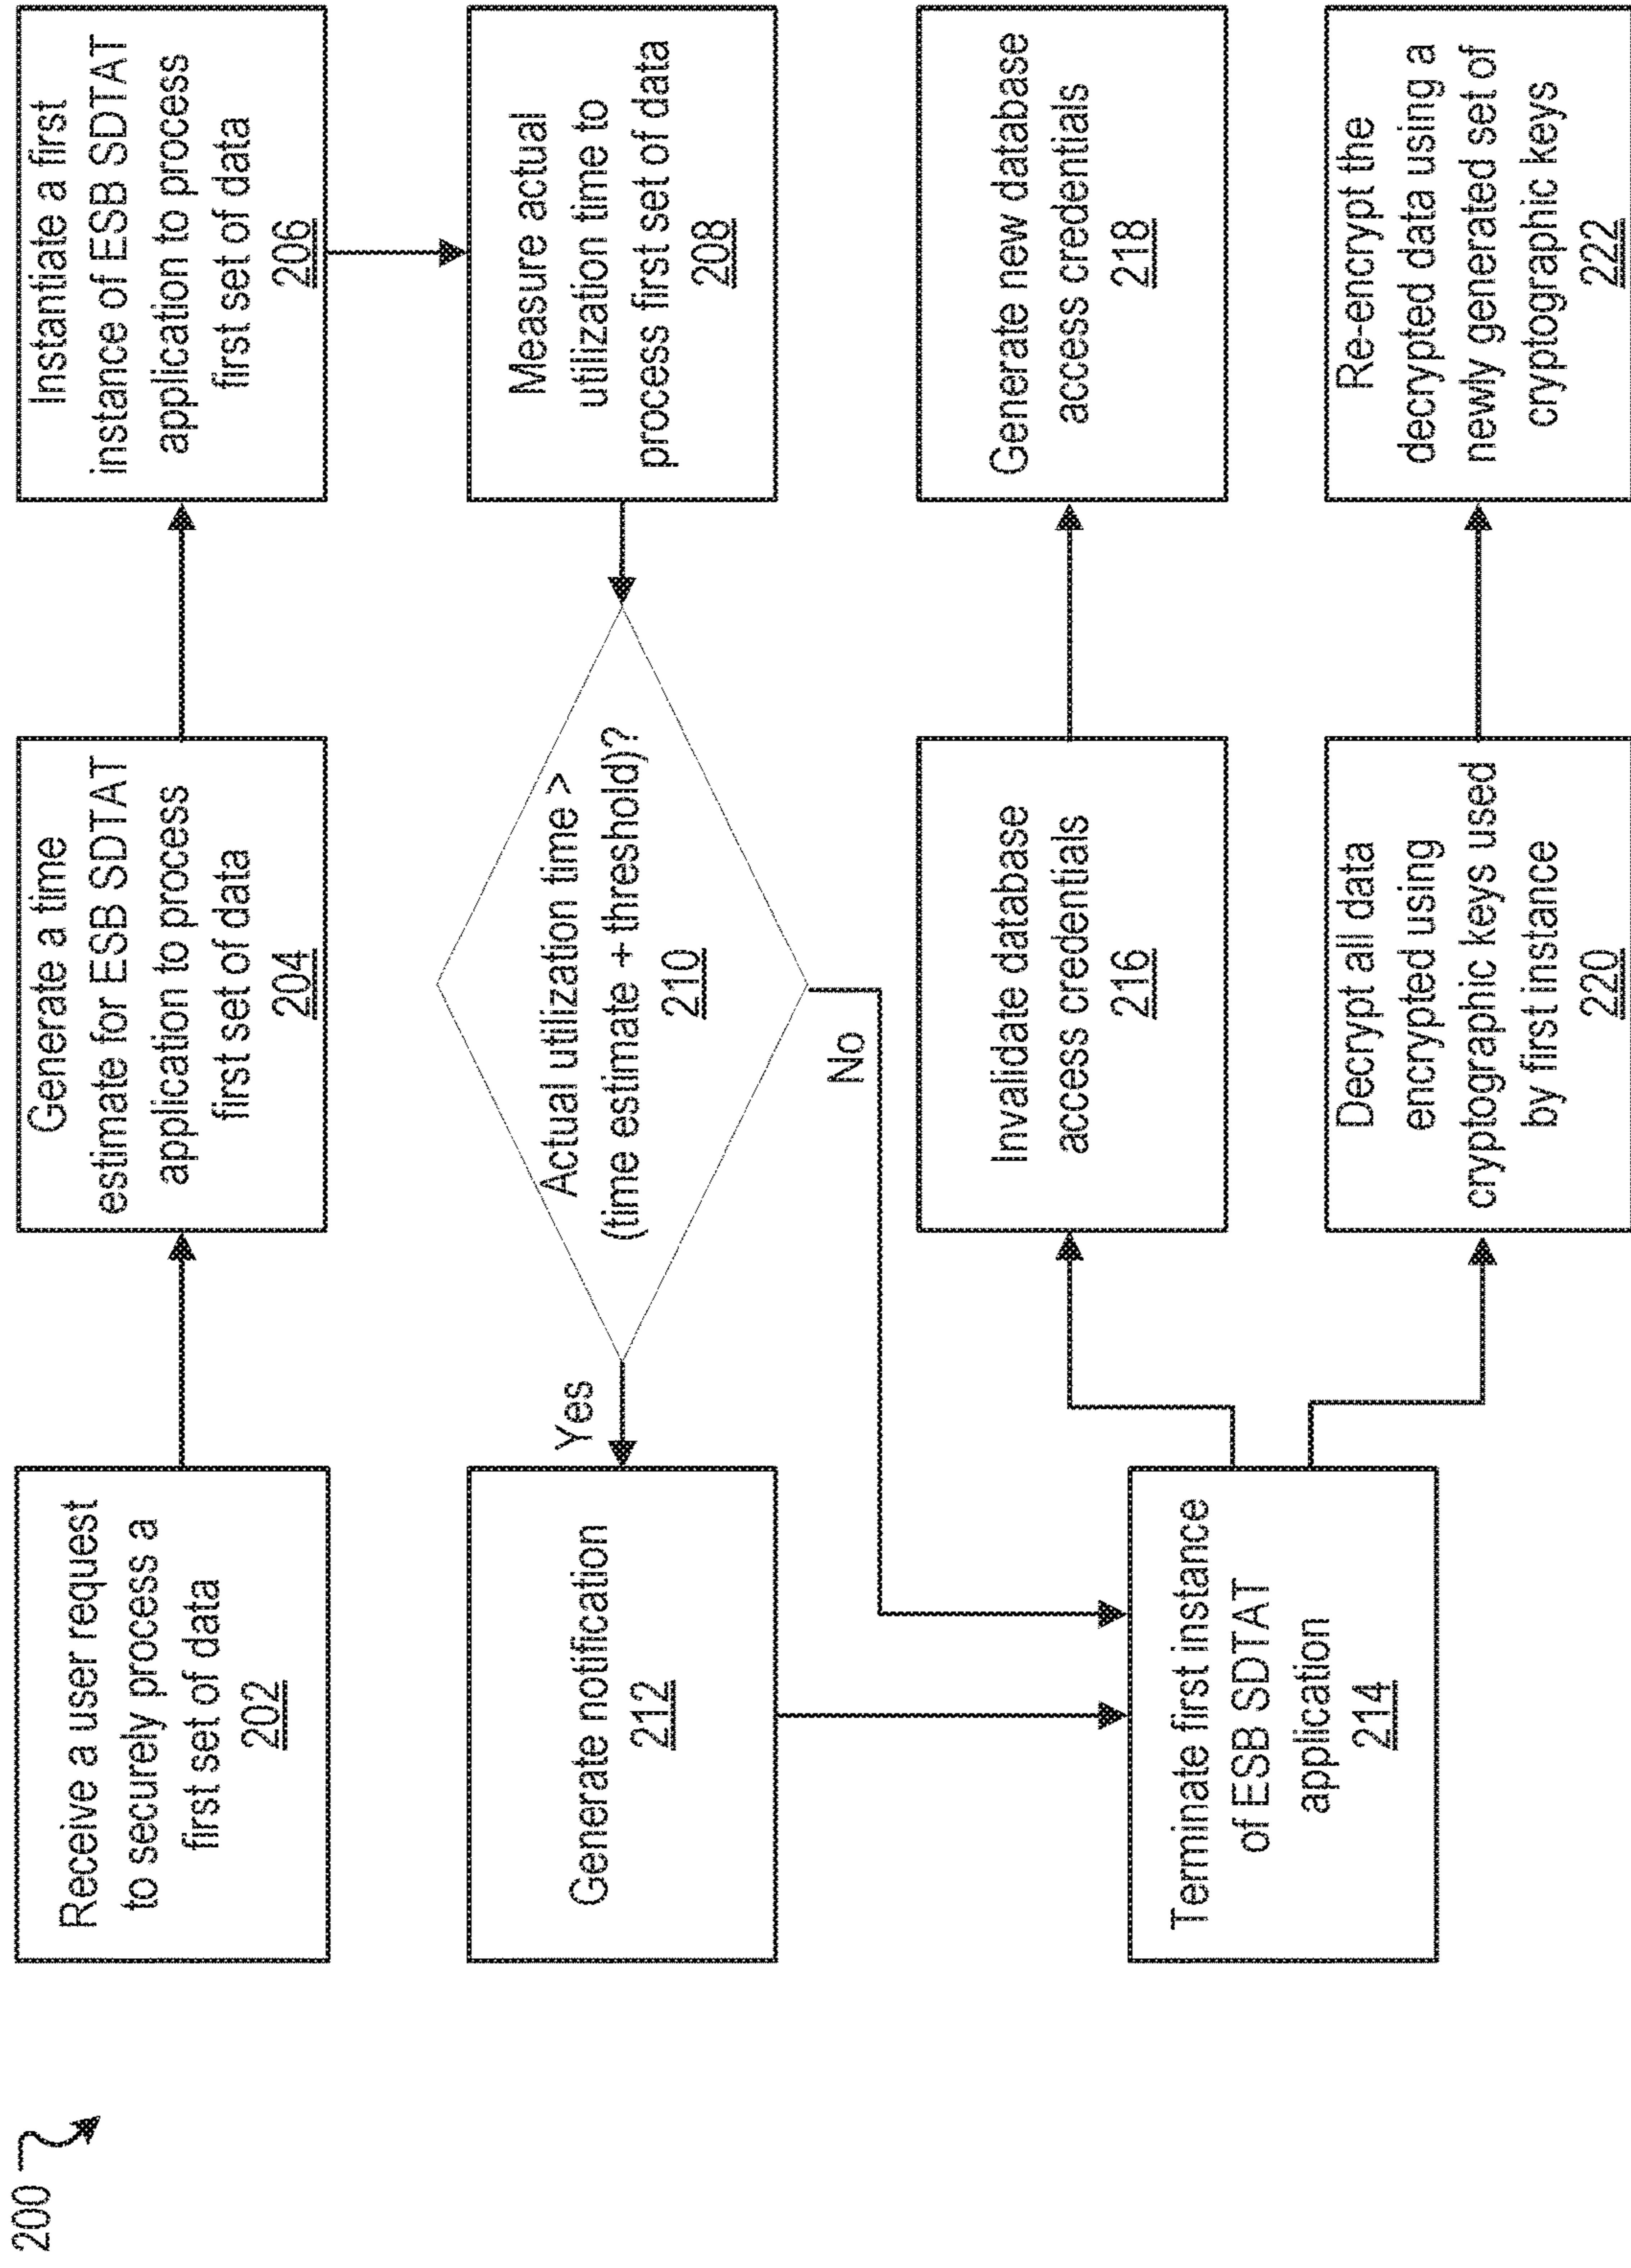 200
Receive a user request
to securely process a
first set of data
202
Generate a time
estimate for ESB SDTAT
application to process
first set of data
204
Instantiate a first
instance of ESB SDTAT
application to process
first set of data
206
Measure actual
utilization time to
process first set of data
208
Actual utilization time >
(time estimate + threshold)?
210
Yes
No
Generate notification
212
Terminate first instance
of ESB SDTAT
application
214
Invalidate database
access credentials
216
Generate new database
access credentials
218
Decrypt all data
encrypted using
cryptographic keys used
by first instance
220
Re-encrypt the
decrypted data using a
newly generated set of
cryptographic keys
222